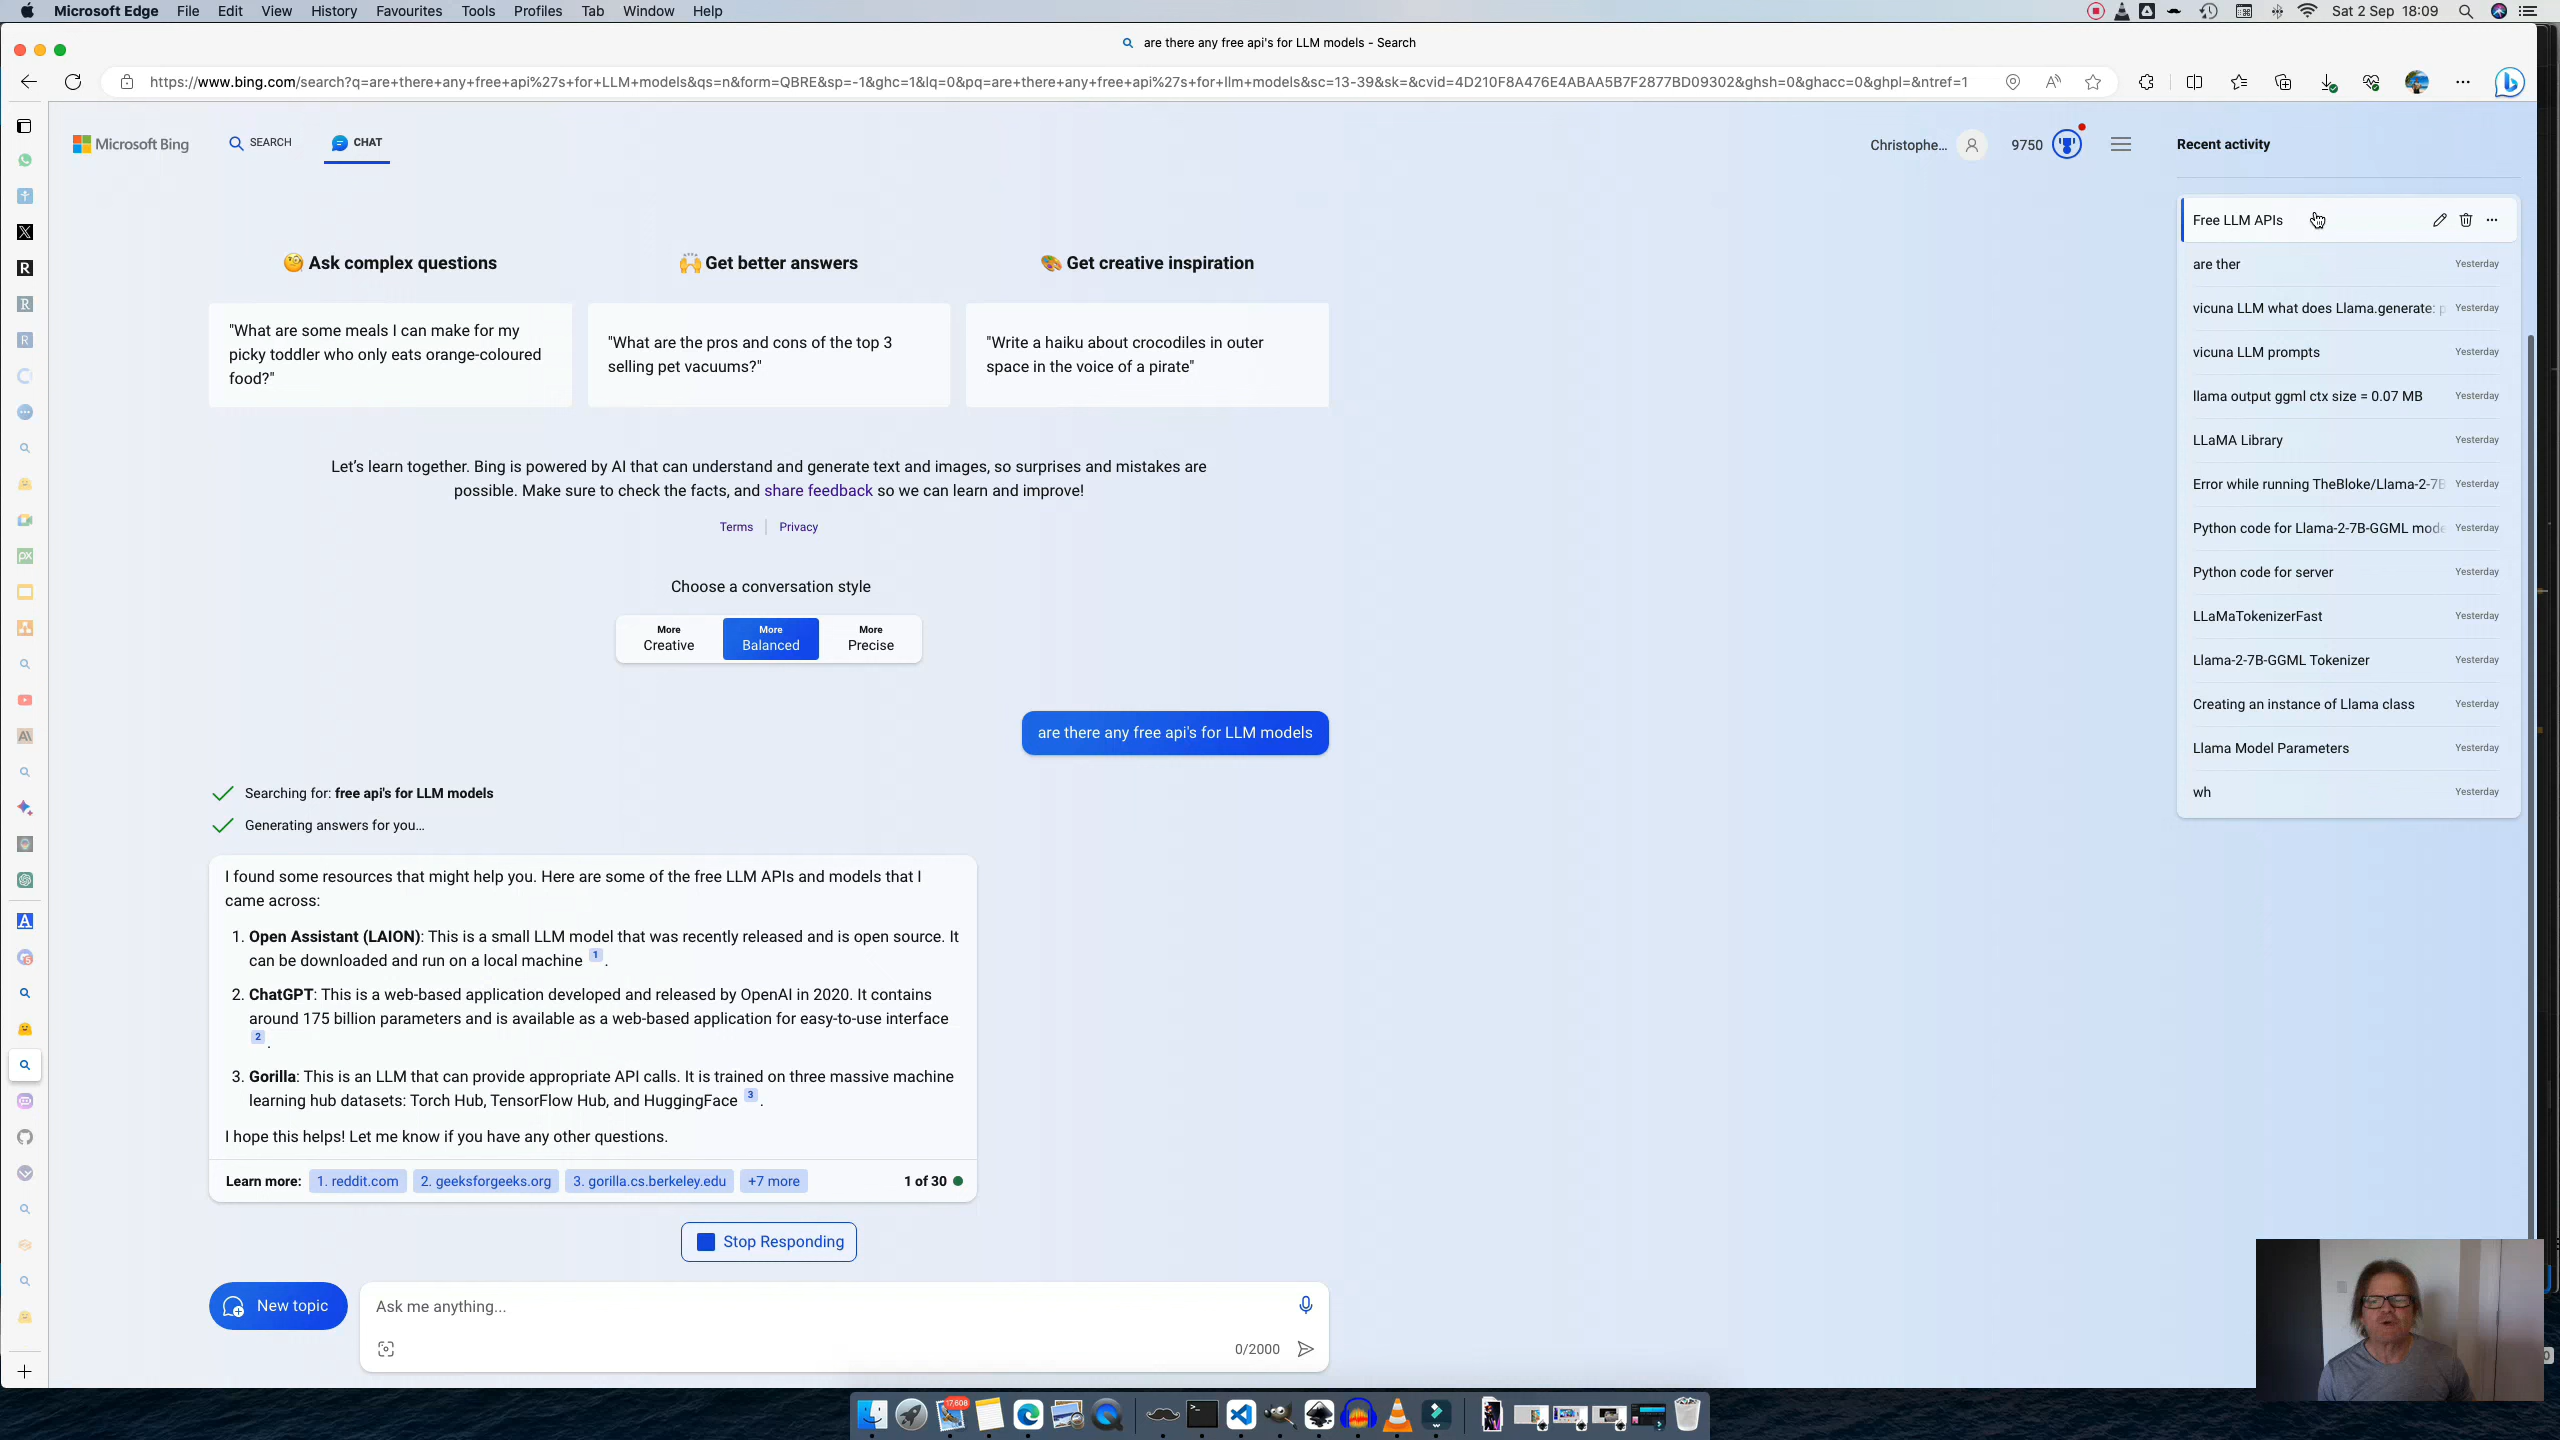 Microsoft Edge File Edit View History Favourites Tools Profiles Tab Window Help
Sat 2 Sep 18:09
are there any free api's for LLM models - Search
https://www.bing.com/search?q=are+there+any+free+api%27s+for+LLM+models&qs=n&form=QBRE&sp=-1&ghc=1&lq=0&pq=are+there+any+free+api%27s+for+llm+models&sc=13-39&sk=&cvid=4D210F8A476E4ABAA5B7F2877BD09302&ghsh=0&ghacc=0&ghpl=&ntref=1
Microsoft Bing
SEARCH
CHAT
Christophe...
9750
🧐 Ask complex questions
"What are some meals I can make for my
picky toddler who only eats orange-coloured
food?"
🙌 Get better answers
"What are the pros and cons of the top 3
selling pet vacuums?"
🎨 Get creative inspiration
"Write a haiku about crocodiles in outer
space in the voice of a pirate"
Let's learn together. Bing is powered by AI that can understand and generate text and images, so surprises and mistakes are
possible. Make sure to check the facts, and share feedback so we can learn and improve!
Terms | Privacy
Choose a conversation style
More
Creative
More
Balanced
More
Precise
are there any free api's for LLM models
Searching for: free api's for LLM models
Generating answers for you...
I found some resources that might help you. Here are some of the free LLM APIs and models that I
came across:
1. Open Assistant (LAION): This is a small LLM model that was recently released and is open source. It
can be downloaded and run on a local machine 1.
2. ChatGPT: This is a web-based application developed and released by OpenAI in 2020. It contains
around 175 billion parameters and is available as a web-based application for easy-to-use interface
2.
3. Gorilla: This is an LLM that can provide appropriate API calls. It is trained on three massive machine
learning hub datasets: Torch Hub, TensorFlow Hub, and HuggingFace 3.
I hope this helps! Let me know if you have any other questions.
Learn more: 1. reddit.com 2. geeksforgeeks.org 3. gorilla.cs.berkeley.edu +7 more 1 of 30
Stop Responding
New topic
Ask me anything...
0/2000
Recent activity
Free LLM APIs
are ther Yesterday
vicuna LLM what does Llama.generate: p Yesterday
vicuna LLM prompts Yesterday
llama output ggml ctx size = 0.07 MB Yesterday
LLaMA Library Yesterday
Error while running TheBloke/Llama-2-7B Yesterday
Python code for Llama-2-7B-GGML mode Yesterday
Python code for server Yesterday
LLaMaTokenizerFast Yesterday
Llama-2-7B-GGML Tokenizer Yesterday
Creating an instance of Llama class Yesterday
Llama Model Parameters Yesterday
wh Yesterday
17,608